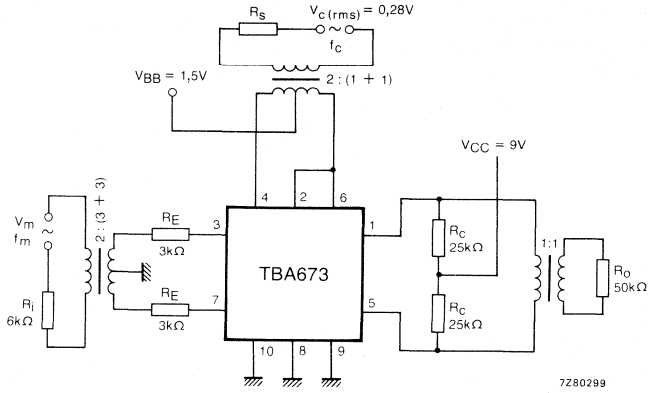 Rs
Vc(rms) = 0,28V
~
fc
VBB = 1,5V
2 : (1 + 1)
VCC = 9V
4
2
6
Vm
~
fm
2 : (3 + 3)
RE
3kΩ
3
1
Rc
25kΩ
1:1
TBA673
Ro
50kΩ
Ri
6kΩ
RE
3kΩ
7
5
Rc
25kΩ
10
8
9
7Z80299